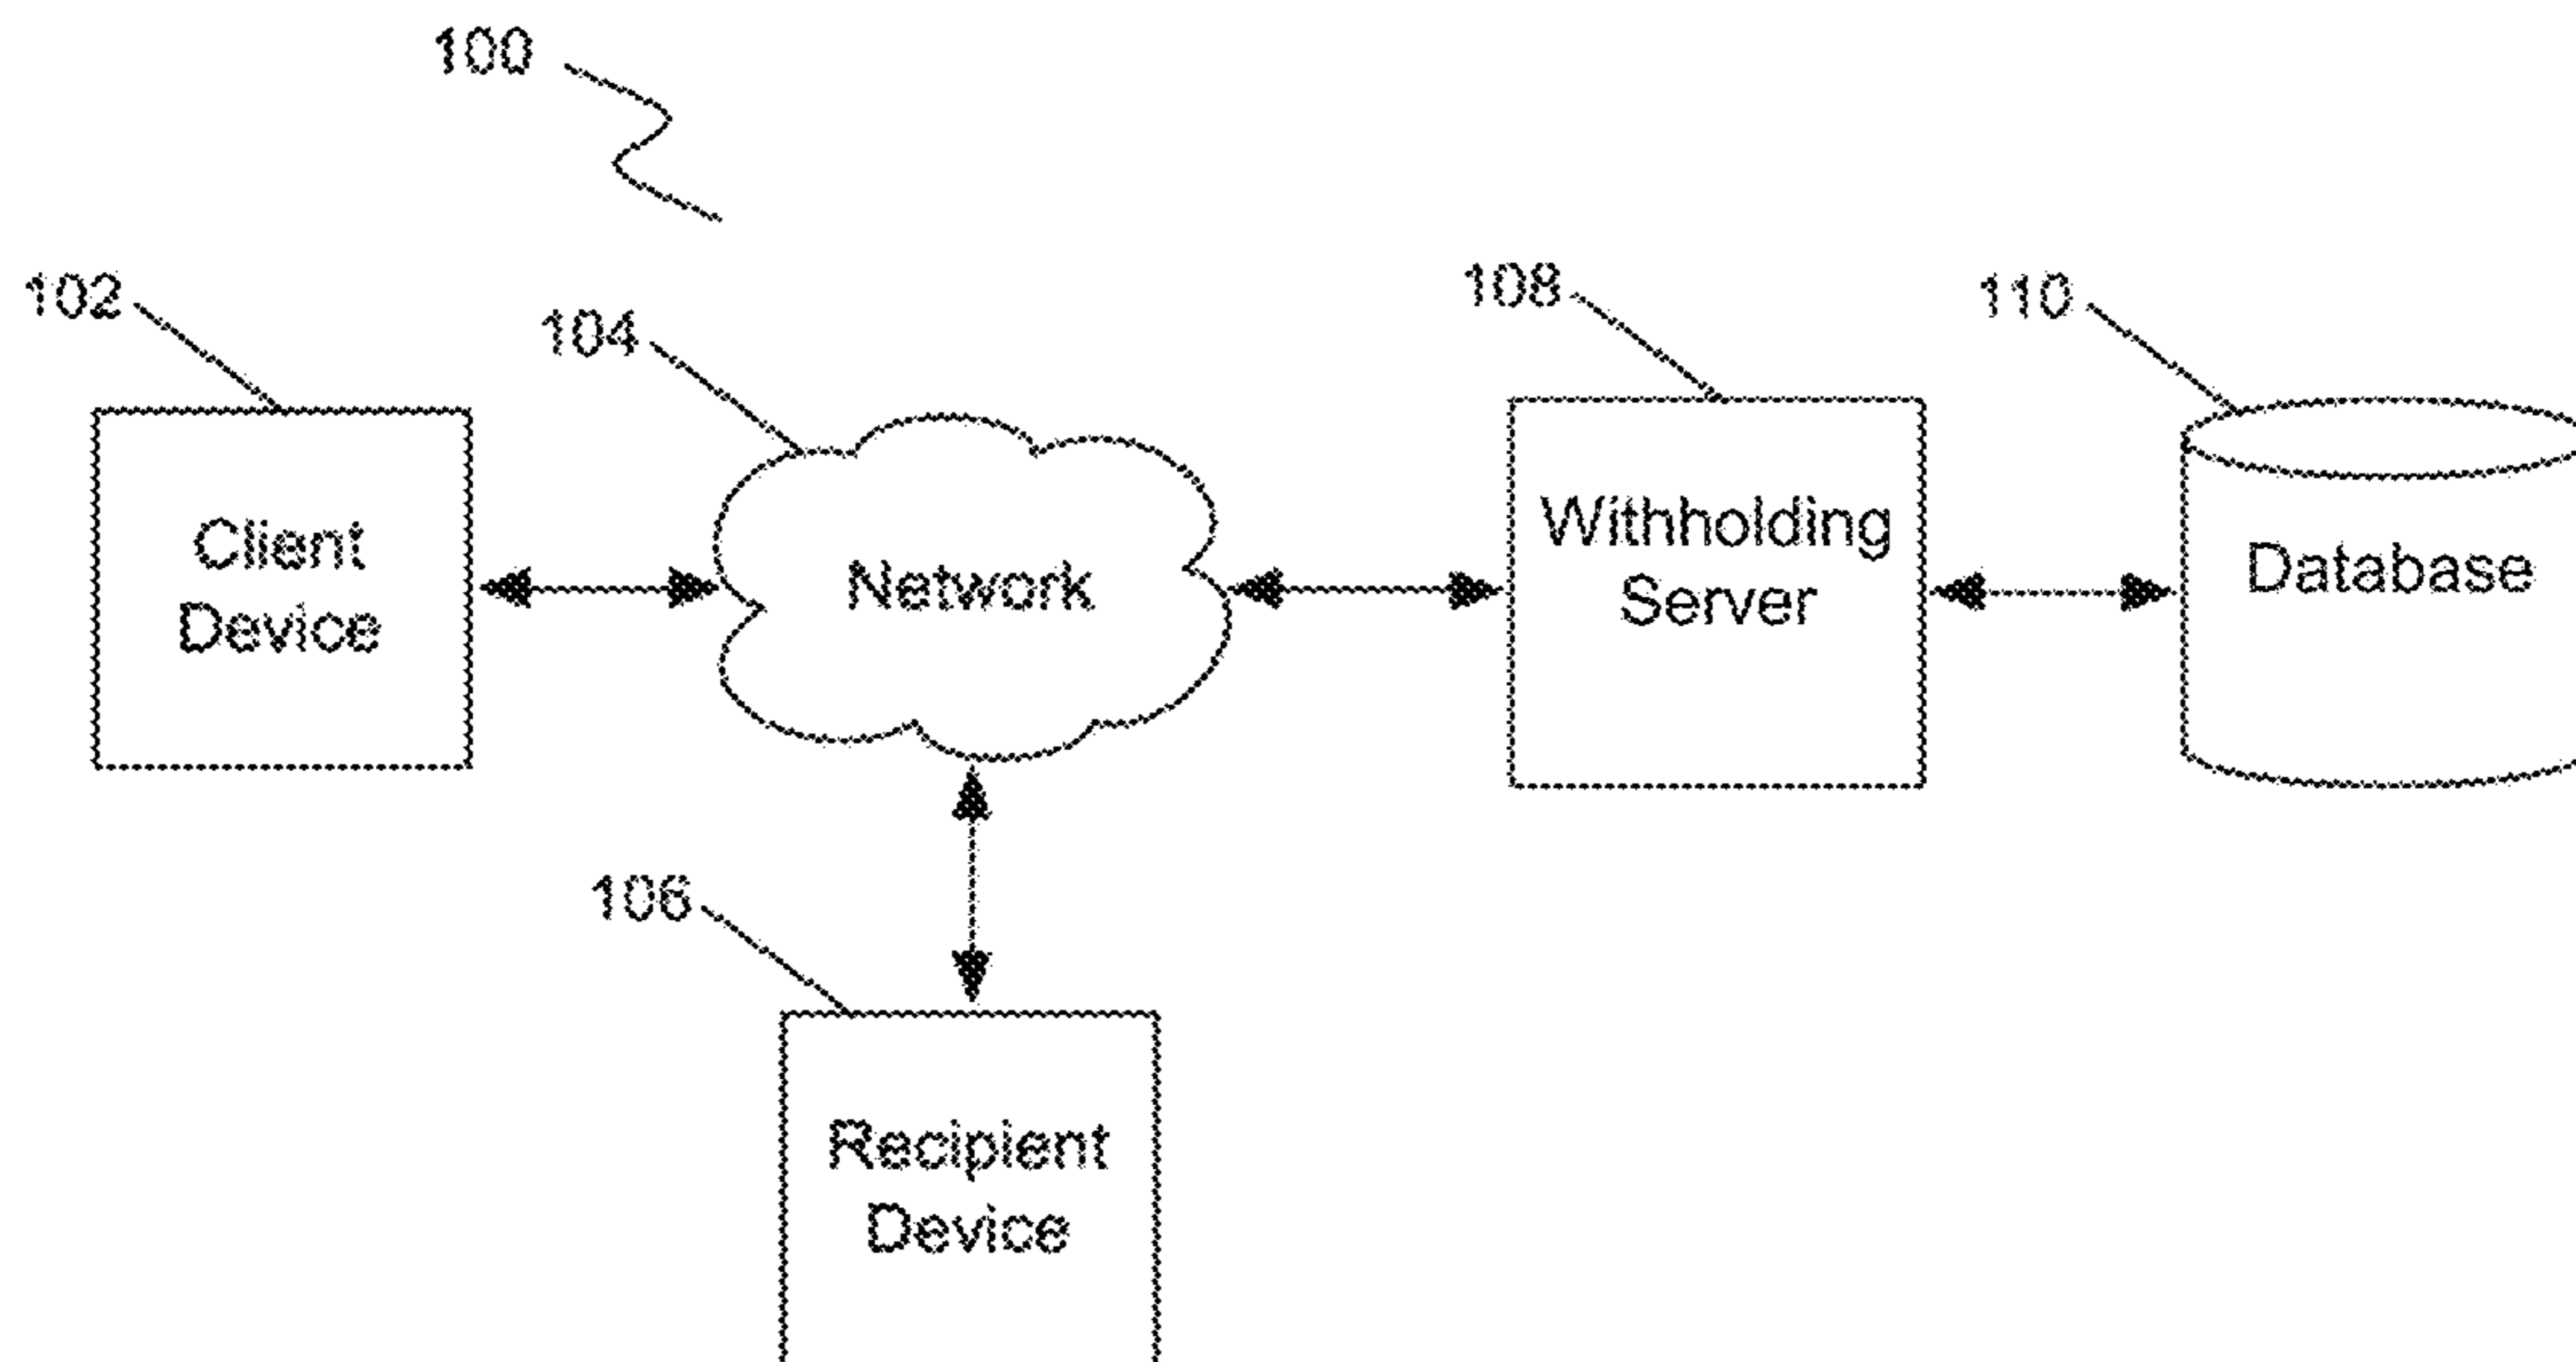 100
102
104
108
110
Client
Device
Network
Withholding
Server
Database
106
Recipient
Device